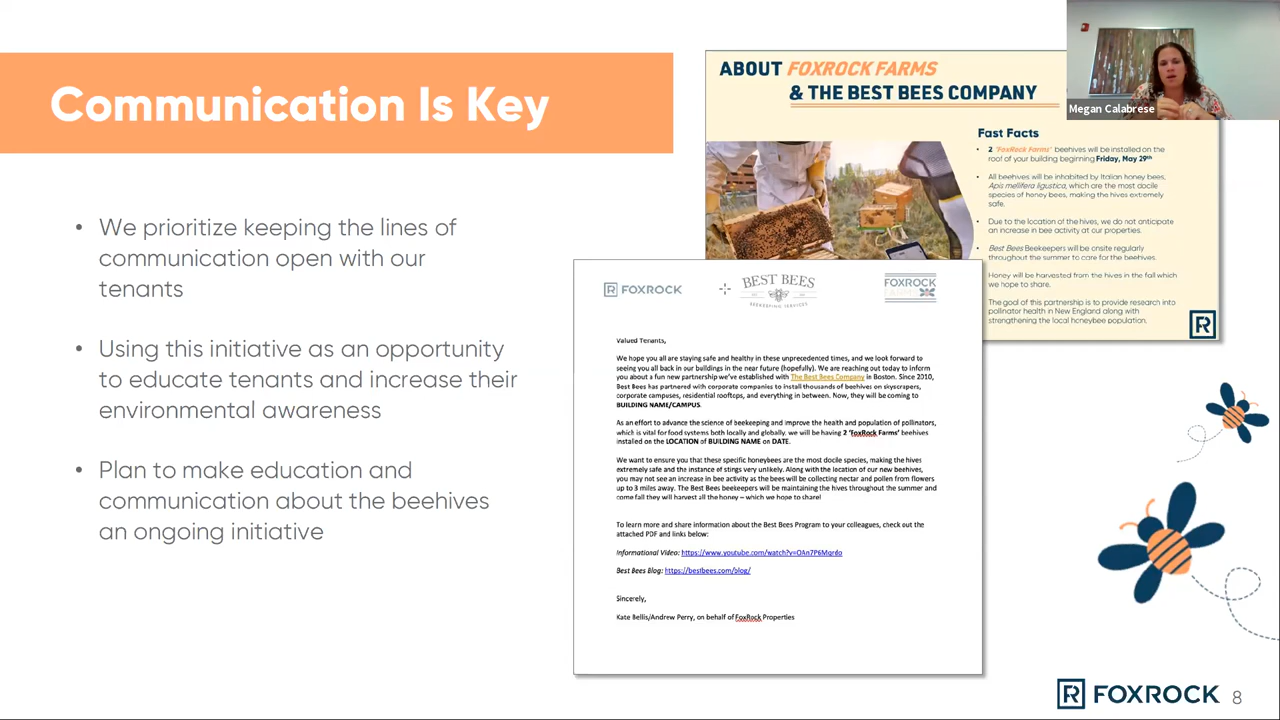 Communication Is Key
• We prioritize keeping the lines of
communication open with our
tenants
• Using this initiative as an opportunity
to educate tenants and increase their
environmental awareness
• Plan to make education and
communication about the beehives
an ongoing initiative
ABOUT FOXROCK FARMS
& THE BEST BEES COMPANY
Megan Calabrese
Fast Facts
• 2 "FoxRock Farms" beehives will be installed on the
roof of your building beginning Friday, May 29th
• All beehives will be inhabited by Italian honey bees,
Apis mellifera ligustica, which are the most docile
species of honey bees, making the hives extremely
safe.
• Due to the location of the hives, we do not anticipate
an increase in bee activity at our properties.
• Best Bees Beekeepers will be onsite regularly
throughout the summer to care for the beehives.
Honey will be harvested from the hives in the fall which
we hope to share.
The goal of this partnership is to provide research into
pollinator health in New England along with
strengthening the local honeybee population.
R
R FOXROCK
BEST BEES
BEEKEEPING SERVICES
FOXROCK
FARMS
Valued Tenants,
We hope you all are staying safe and healthy in these unprecedented times, and we look forward to
seeing you all back in our buildings in the near future (hopefully). We are reaching out today to inform
you about a fun new partnership we've established with The Best Bees Company in Boston. Since 2010,
Best Bees has partnered with corporate companies to install thousands of beehives on skyscrapers,
corporate campuses, residential rooftops, and everything in between. Now, they will be coming to
BUILDING NAME/CAMPUS.
As an effort to advance the science of beekeeping and improve the health and population of pollinators,
which is vital for food systems both locally and globally, we will be having 2 'FoxRock Farms' beehives
installed on the LOCATION of BUILDING NAME on DATE.
We want to ensure you that these specific honeybees are the most docile species, making the hives
extremely safe and the instance of stings very unlikely. Along with the location of our new beehives,
you may not see an increase in bee activity as the bees will be collecting nectar and pollen from flowers
up to 3 miles away. The Best Bees beekeepers will be maintaining the hives throughout the summer and
come fall they will harvest all the honey – which we hope to share!
To learn more and share information about the Best Bees Program to your colleagues, check out the
attached PDF and links below:
Informational Video: https://www.youtube.com/watch?v=OAn7P6Mqrdo
Best Bees Blog: https://bestbees.com/blog/
Sincerely,
Kate Bellis/Andrew Perry, on behalf of FoxRock Properties
R FOXROCK 8